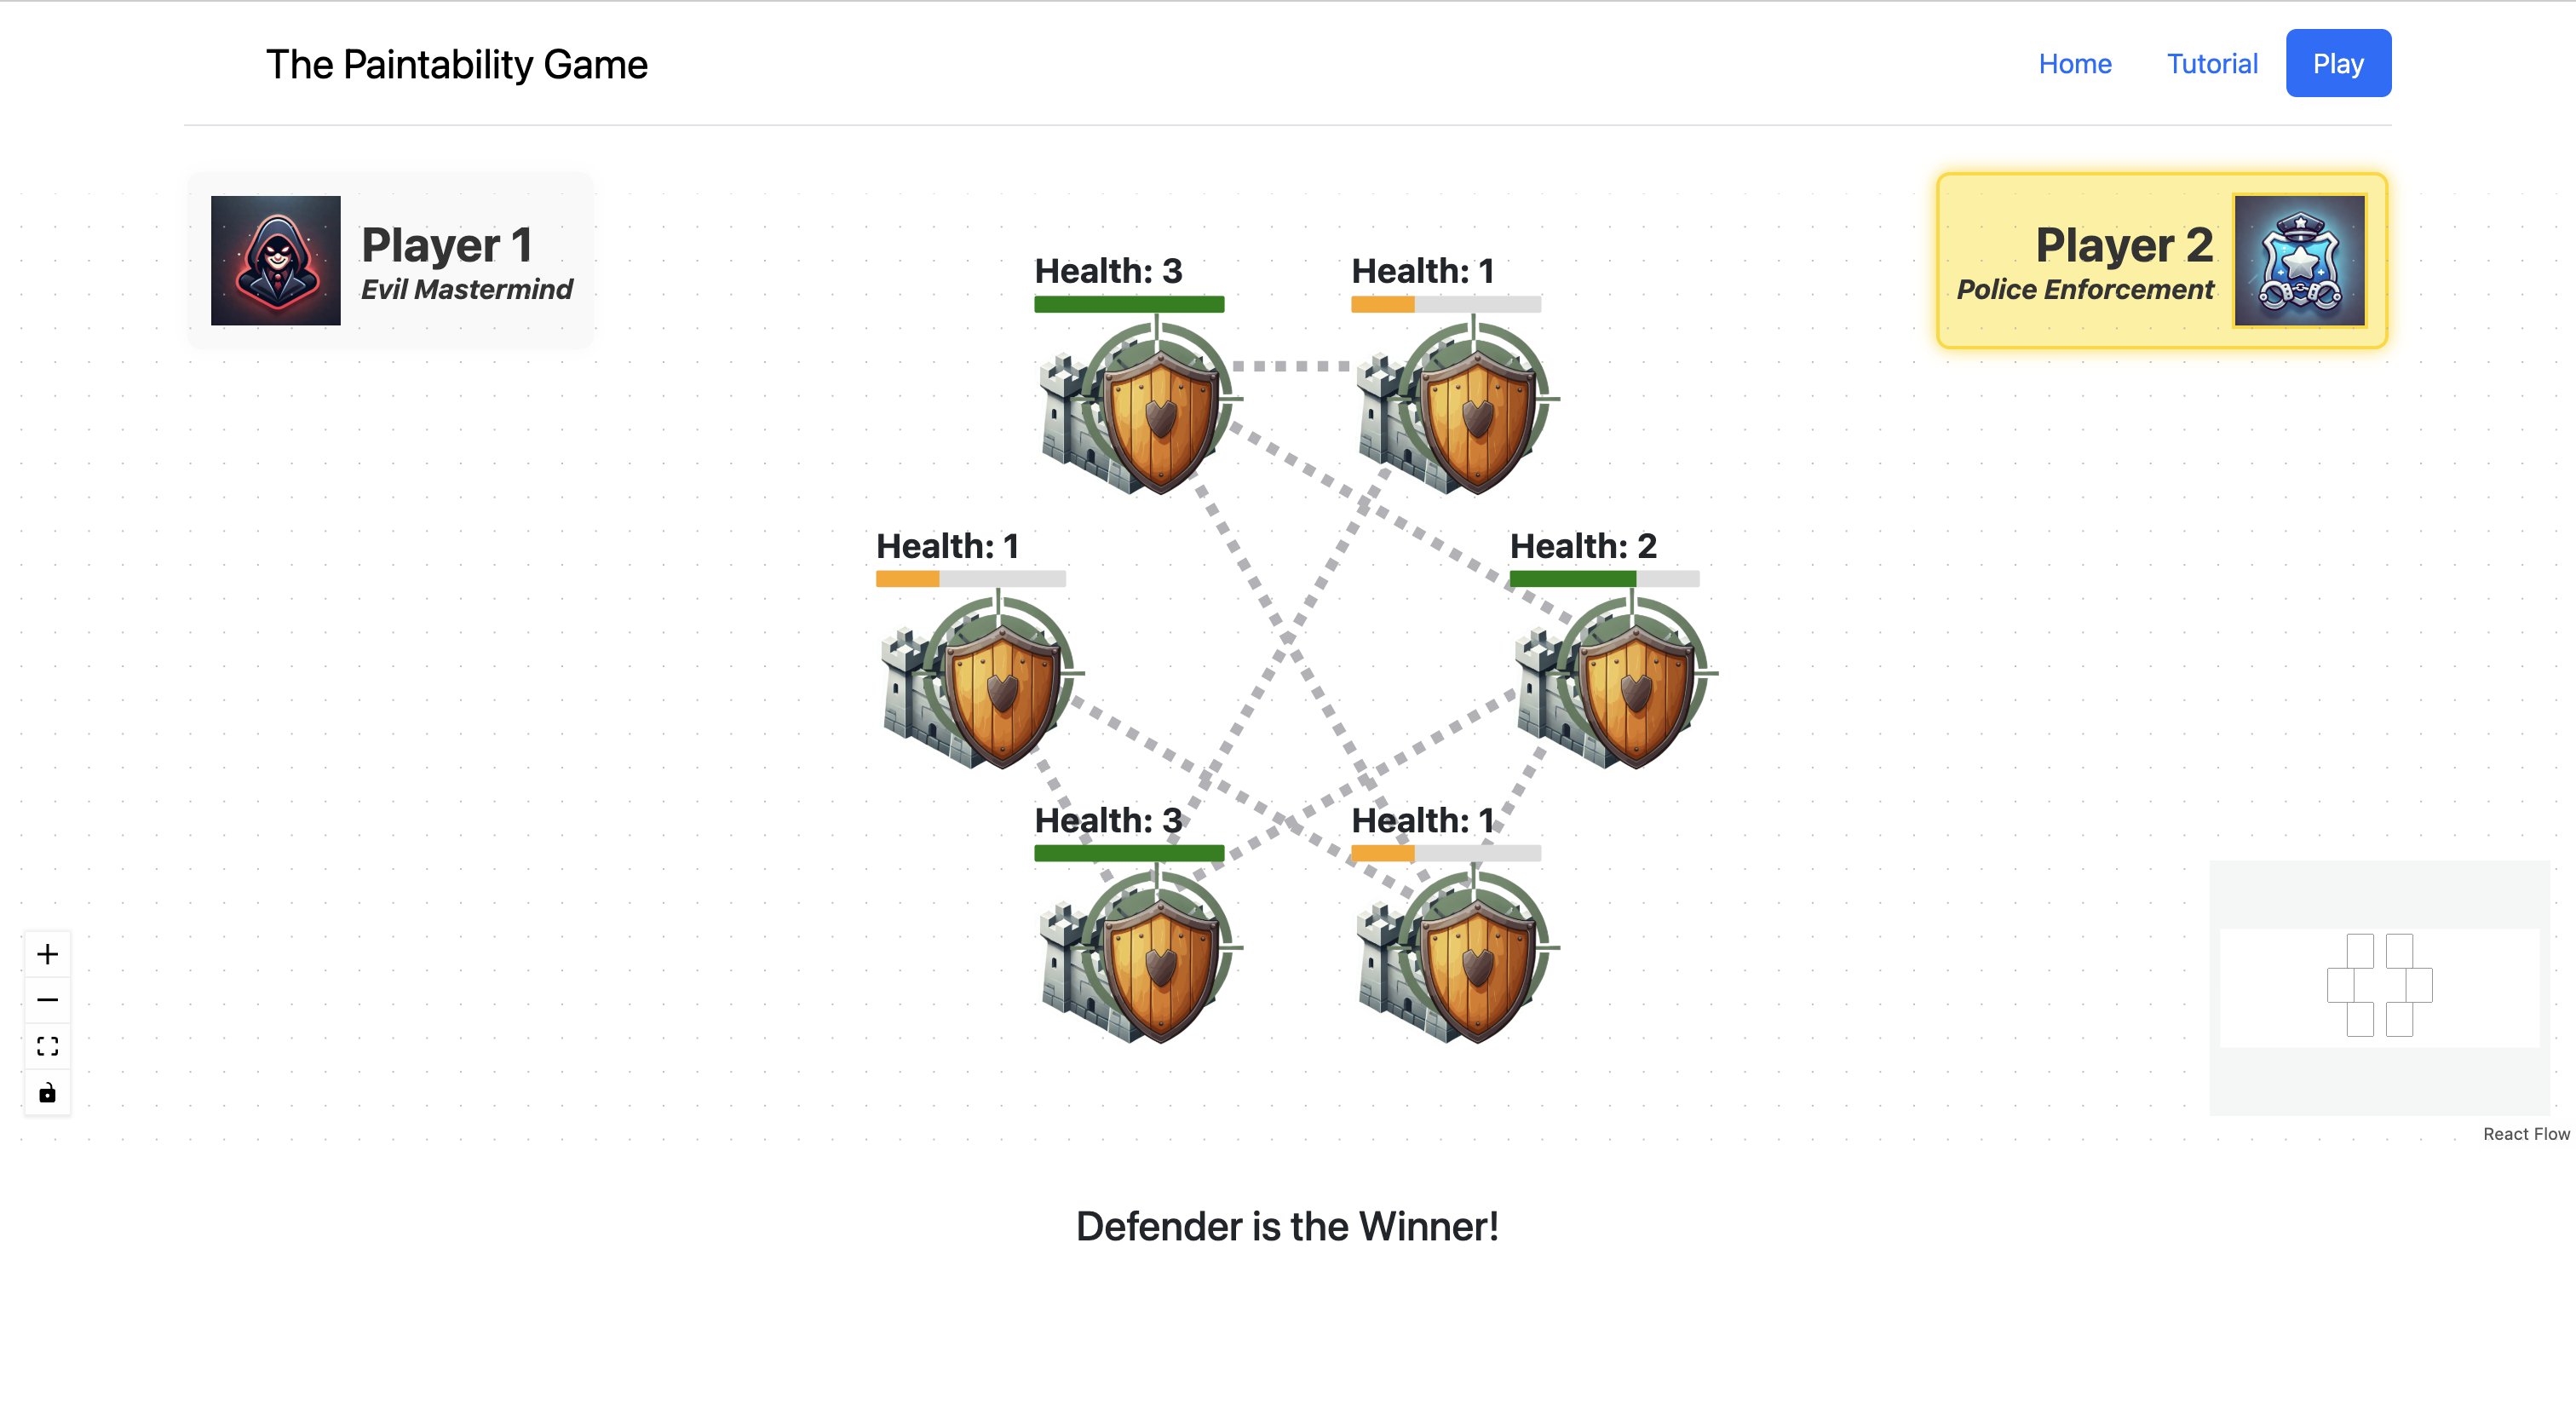 The Paintability Game
Home
Tutorial
Play
Player 1
Evil Mastermind
Player 2
Police Enforcement
Health: 3
Health: 1
Health: 1
Health: 2
Health: 3
Health: 1
React Flow
Defender is the Winner!